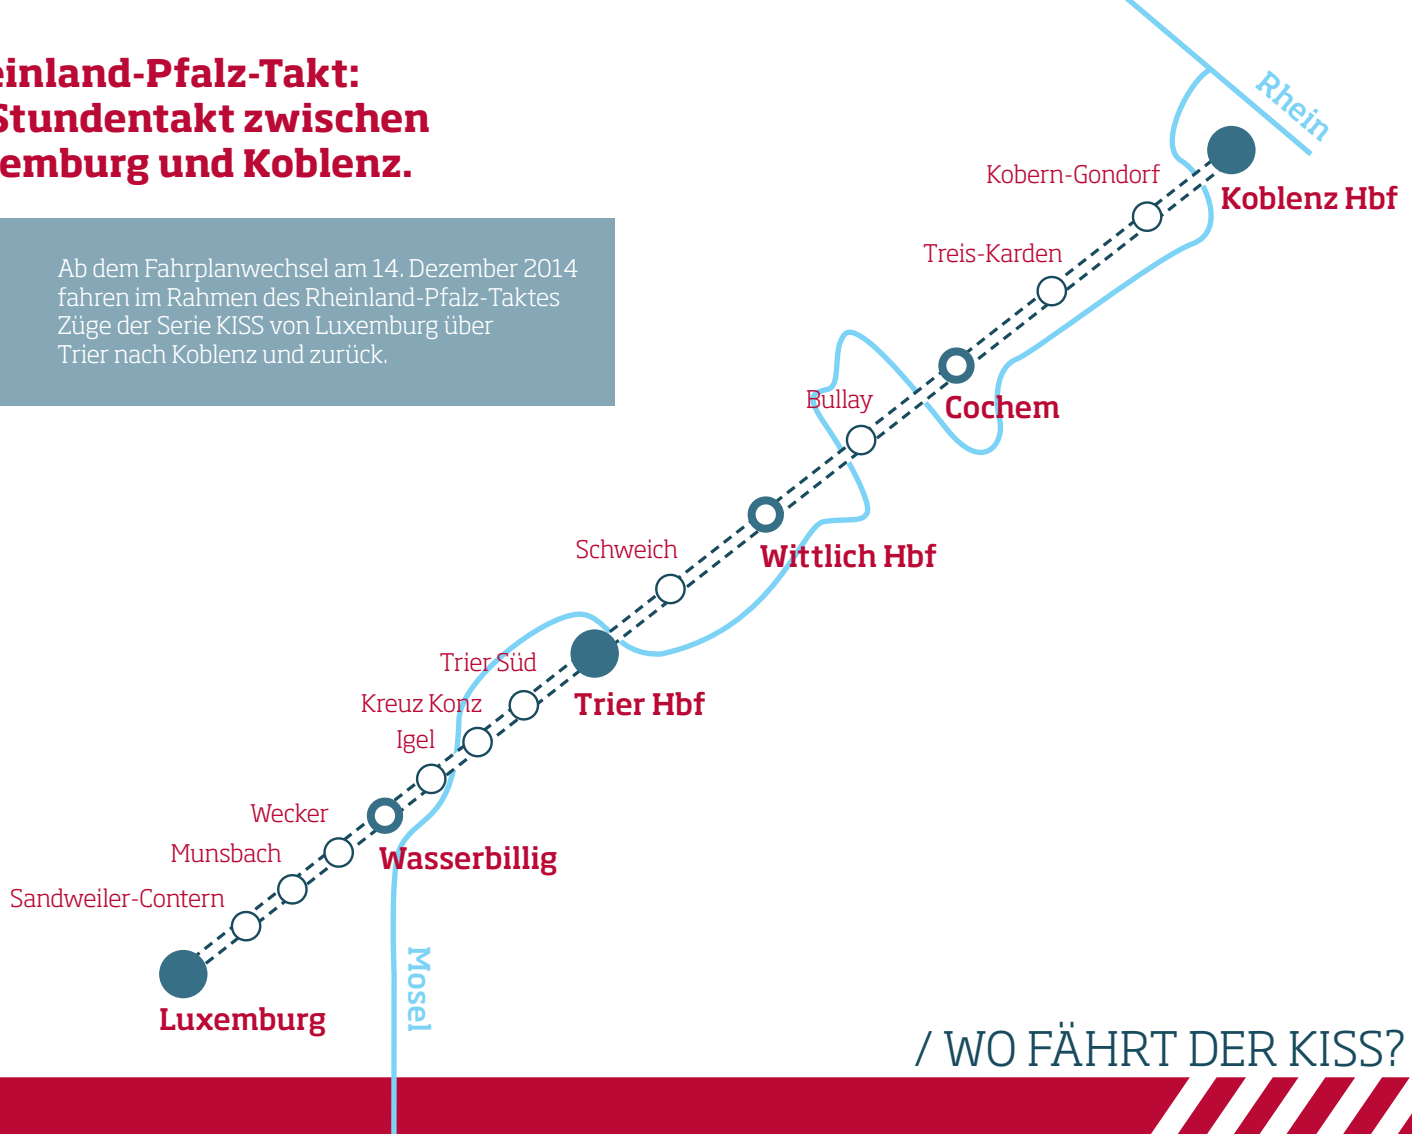 einland-Pfalz-Takt:
Stundentakt zwischen
emburg und Koblenz.
Ab dem Fahrplanwechsel am 14. Dezember 2014
fahren im Rahmen des Rheinland-Pfalz-Taktes
Züge der Serie KISS von Luxemburg über
Trier nach Koblenz und zurück.
Rhein
Kobern-Gondorf
Koblenz Hbf
Treis-Karden
Bullay
Cochem
Schweich
Wittlich Hbf
Trier Süd
Kreuz Konz
Trier Hbf
Igel
Wecker
Munsbach
Wasserbillig
Sandweiler-Contern
Mosel
Luxemburg
/ WO FÄHRT DER KISS?